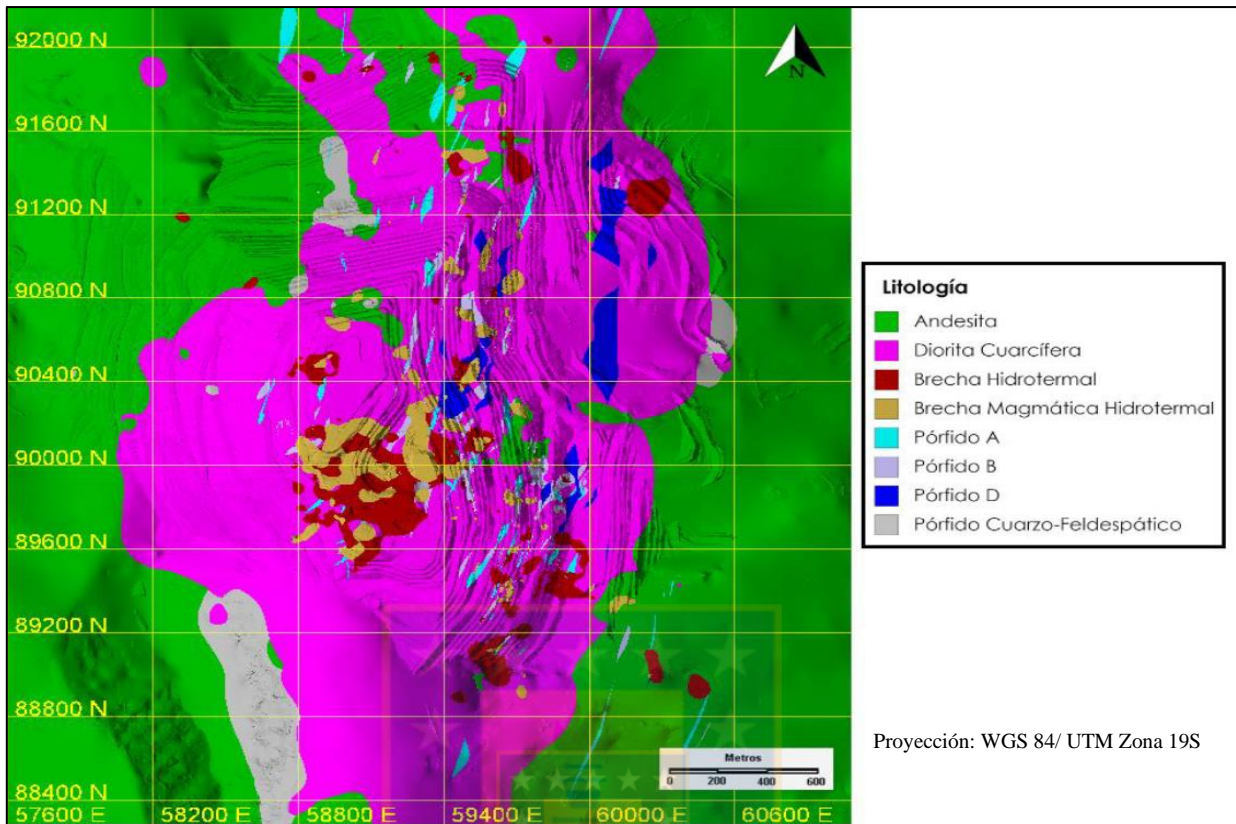 92000 N
91600 N
91200 N
90800 N
90400 N
90000 N
89600 N
89200 N
88800 N
88400 N
57600 E
58200 E
58800 E
59400 E
60000 E
60600 E
N
Metros
0 200 400 600
Litología
Andesita
Diorita Cuarcífera
Brecha Hidrotermal
Brecha Magmática Hidrotermal
Pórfido A
Pórfido B
Pórfido D
Pórfido Cuarzo-Feldespático
Proyección: WGS 84/ UTM Zona 19S